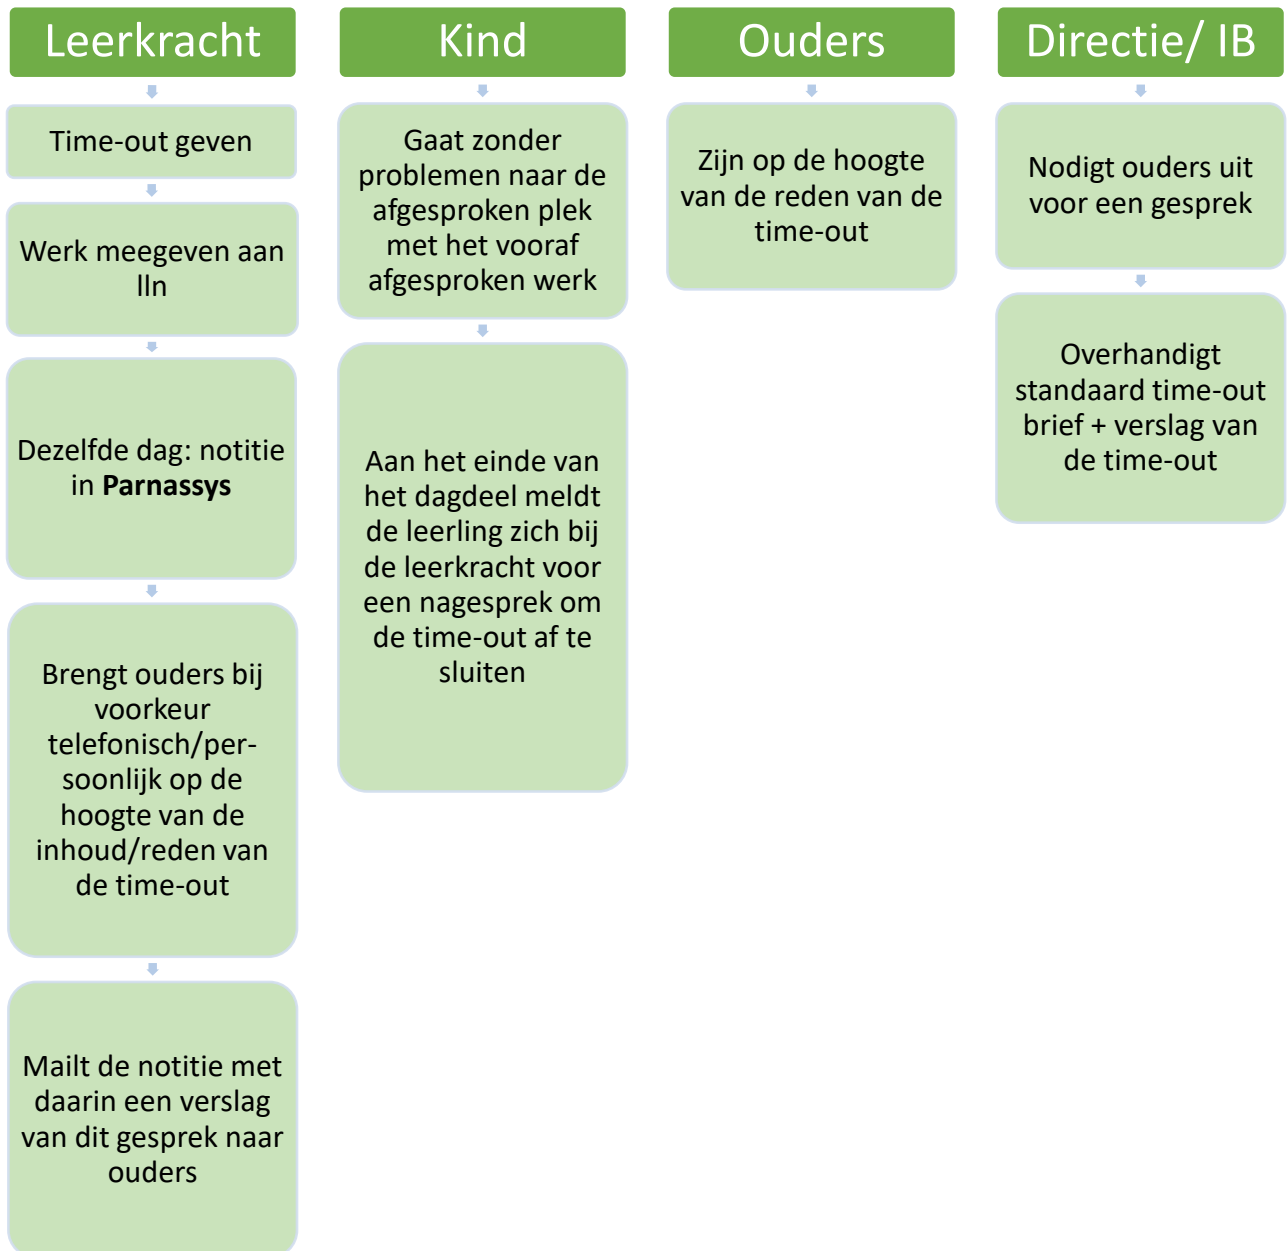 Leerkracht
Time-out geven
Werk meegeven aan
lln
Dezelfde dag: notitie
in Parnassys
Brengt ouders bij
voorkeur
telefonisch/per-
soonlijk op de
hoogte van de
inhoud/reden van
de time-out
Mailt de notitie met
daarin een verslag
van dit gesprek naar
ouders
Kind
Gaat zonder
problemen naar de
afgesproken plek
met het vooraf
afgesproken werk
Aan het einde van
het dagdeel meldt
de leerling zich bij
de leerkracht voor
een nagesprek om
de time-out af te
sluiten
Ouders
Zijn op de hoogte
van de reden van de
time-out
Directie/ IB
Nodigt ouders uit
voor een gesprek
Overhandigt
standaard time-out
brief + verslag van
de time-out